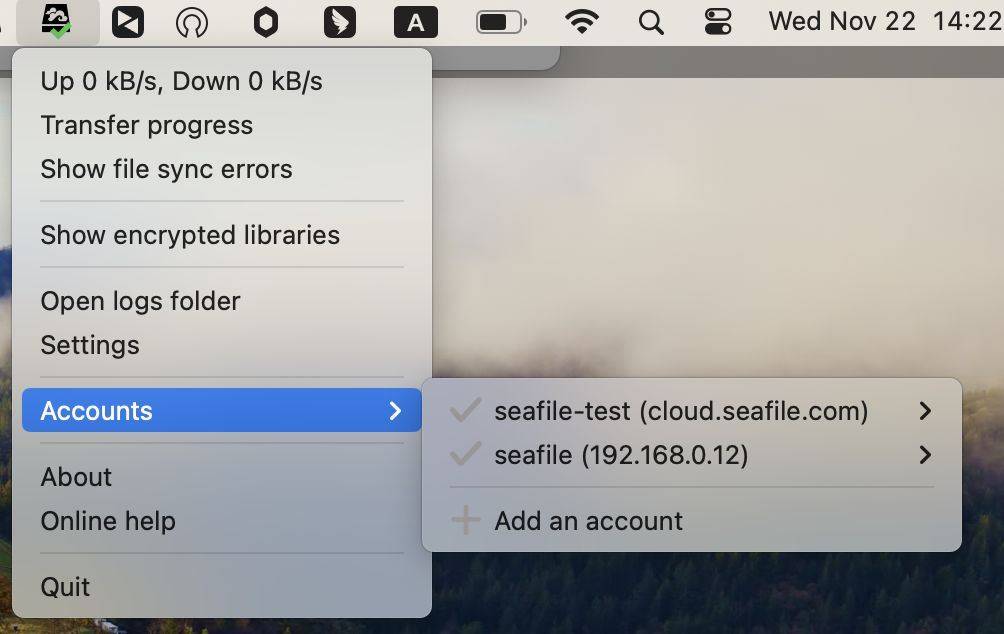 A
Wed Nov 22 14:22
Up 0 kB/s, Down 0 kB/s
Transfer progress
Show file sync errors
Show encrypted libraries
Open logs folder
Settings
Accounts
seafile-test (cloud.seafile.com)
seafile (192.168.0.12)
Add an account
About
Online help
Quit